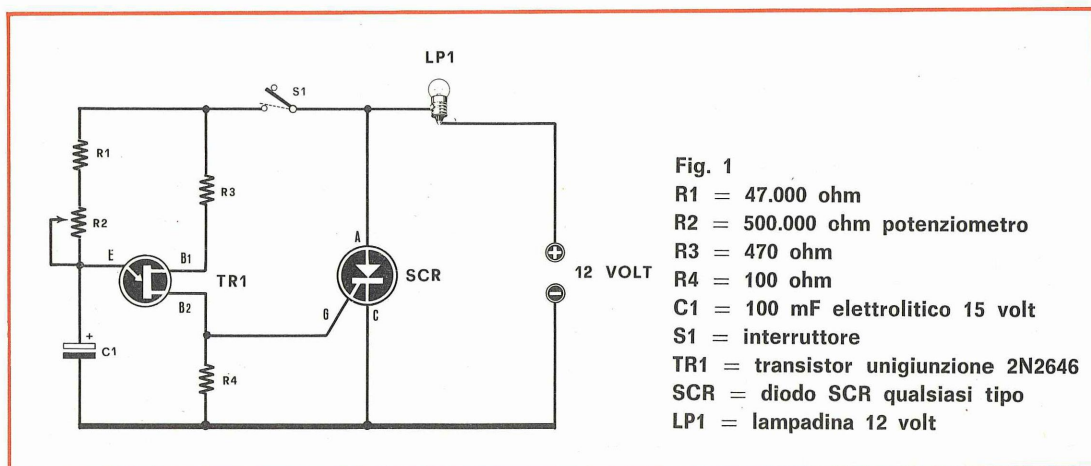 LP1
S1
R1
R3
R2
A
E
B1
TR1
SCR
12 VOLT
B2
G
C
+
C1
R4
Fig. 1
R1 = 47.000 ohm
R2 = 500.000 ohm potenziometro
R3 = 470 ohm
R4 = 100 ohm
C1 = 100 mF elettrolitico 15 volt
S1 = interruttore
TR1 = transistor unigiunzione 2N2646
SCR = diodo SCR qualsiasi tipo
LP1 = lampadina 12 volt